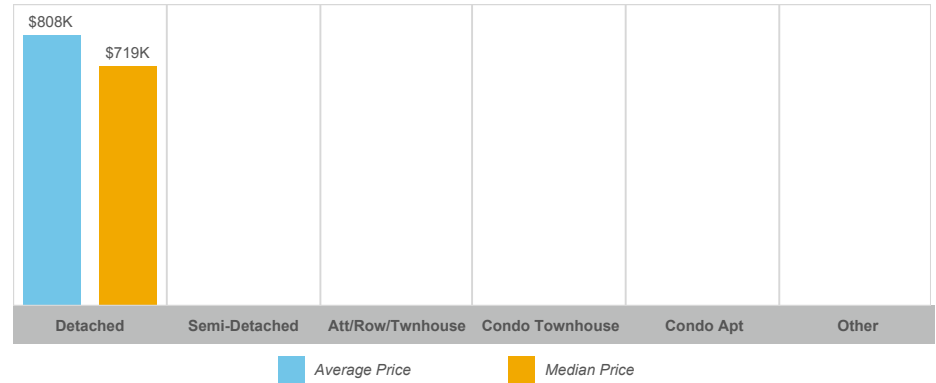 $808K
$719K
Detached Semi-Detached Att/Row/Twnhouse Condo Townhouse Condo Apt Other
Average Price Median Price